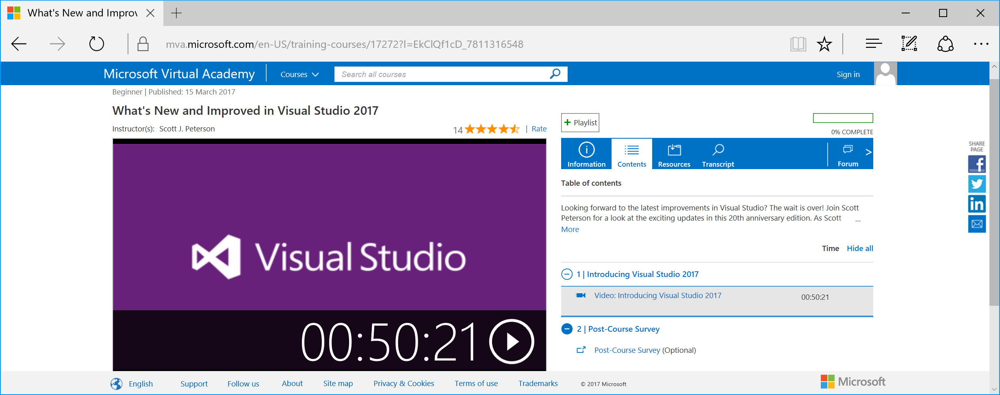 What's New and Improv
mva.microsoft.com/en-US/training-courses/17272?l=EkClQf1cD_7811316548
Microsoft Virtual Academy
Courses
Search all courses
Sign in
Beginner | Published: 15 March 2017
What's New and Improved in Visual Studio 2017
Instructor(s): Scott J. Peterson
14
| Rate
+ Playlist
0% COMPLETE
Information
Contents
Resources
Transcript
Forum
>
SHARE
PAGE
Visual Studio
00:50:21
Table of contents
Looking forward to the latest improvements in Visual Studio? The wait is over! Join Scott
Peterson for a look at the exciting updates in this 20th anniversary edition. As Scott ...
More
Time Hide all
1 | Introducing Visual Studio 2017
Video: Introducing Visual Studio 2017 00:50:21
2 | Post-Course Survey
Post-Course Survey (Optional)
English Support Follow us About Site map Privacy & Cookies Terms of use Trademarks © 2017 Microsoft
Microsoft